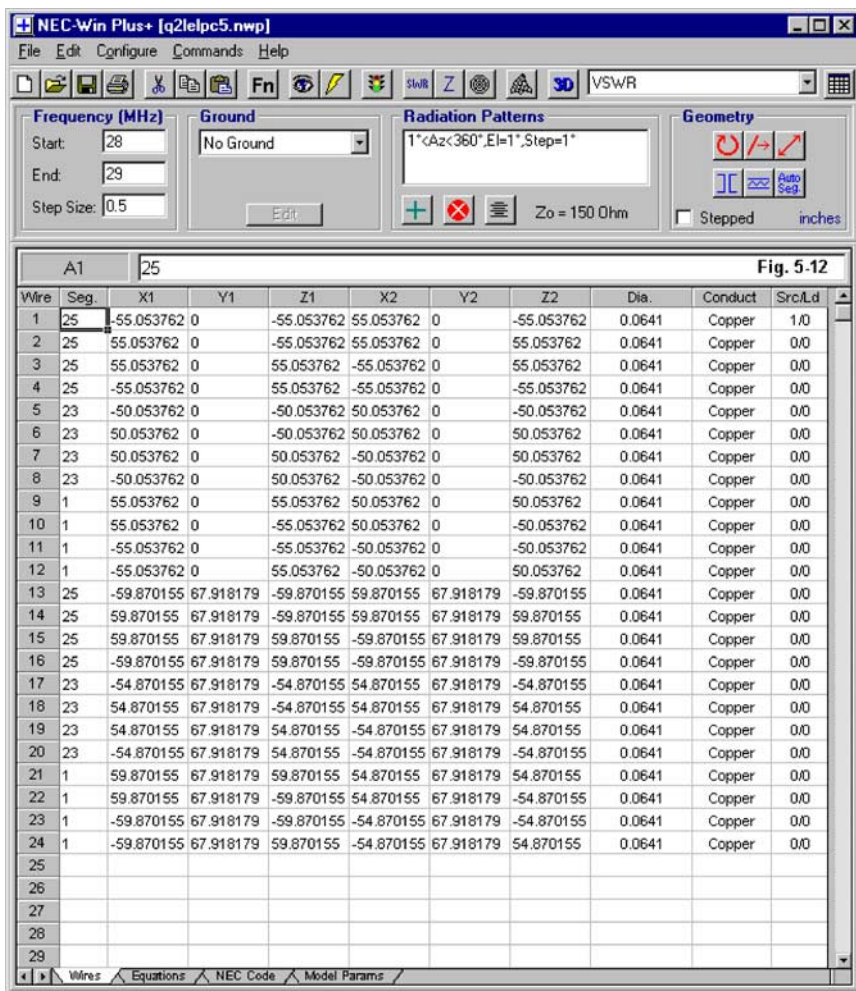 NEC-Win Plus+ [q2lelpc5.nwp]
File Edit Configure Commands Help
Fn SWR Z 3D VSWR
Frequency (MHz) Ground Radiation Patterns Geometry
Start: 28 No Ground 1°<Az<360°,El=1°,Step=1°
End: 29
Step Size: 0.5 Edit Zo = 150 Ohm Auto Seg. Stepped inches
A1 25 Fig. 5-12
Wire Seg. X1 Y1 Z1 X2 Y2 Z2 Dia. Conduct Src/Ld
1 25 -55.053762 0 -55.053762 55.053762 0 -55.053762 0.0641 Copper 1/0
2 25 55.053762 0 -55.053762 55.053762 0 55.053762 0.0641 Copper 0/0
3 25 55.053762 0 55.053762 -55.053762 0 55.053762 0.0641 Copper 0/0
4 25 -55.053762 0 55.053762 -55.053762 0 -55.053762 0.0641 Copper 0/0
5 23 -50.053762 0 -50.053762 50.053762 0 -50.053762 0.0641 Copper 0/0
6 23 50.053762 0 -50.053762 50.053762 0 50.053762 0.0641 Copper 0/0
7 23 50.053762 0 50.053762 -50.053762 0 50.053762 0.0641 Copper 0/0
8 23 -50.053762 0 50.053762 -50.053762 0 -50.053762 0.0641 Copper 0/0
9 1 55.053762 0 55.053762 50.053762 0 50.053762 0.0641 Copper 0/0
10 1 55.053762 0 -55.053762 50.053762 0 -50.053762 0.0641 Copper 0/0
11 1 -55.053762 0 -55.053762 -50.053762 0 -50.053762 0.0641 Copper 0/0
12 1 -55.053762 0 55.053762 -50.053762 0 50.053762 0.0641 Copper 0/0
13 25 -59.870155 67.918179 -59.870155 59.870155 67.918179 -59.870155 0.0641 Copper 0/0
14 25 59.870155 67.918179 -59.870155 59.870155 67.918179 59.870155 0.0641 Copper 0/0
15 25 59.870155 67.918179 59.870155 -59.870155 67.918179 59.870155 0.0641 Copper 0/0
16 25 -59.870155 67.918179 59.870155 -59.870155 67.918179 -59.870155 0.0641 Copper 0/0
17 23 -54.870155 67.918179 -54.870155 54.870155 67.918179 -54.870155 0.0641 Copper 0/0
18 23 54.870155 67.918179 -54.870155 54.870155 67.918179 54.870155 0.0641 Copper 0/0
19 23 54.870155 67.918179 54.870155 -54.870155 67.918179 54.870155 0.0641 Copper 0/0
20 23 -54.870155 67.918179 54.870155 -54.870155 67.918179 -54.870155 0.0641 Copper 0/0
21 1 59.870155 67.918179 59.870155 54.870155 67.918179 54.870155 0.0641 Copper 0/0
22 1 59.870155 67.918179 -59.870155 54.870155 67.918179 -54.870155 0.0641 Copper 0/0
23 1 -59.870155 67.918179 -59.870155 -54.870155 67.918179 -54.870155 0.0641 Copper 0/0
24 1 -59.870155 67.918179 59.870155 -54.870155 67.918179 54.870155 0.0641 Copper 0/0
25
26
27
28
29
Wires Equations NEC Code Model Params